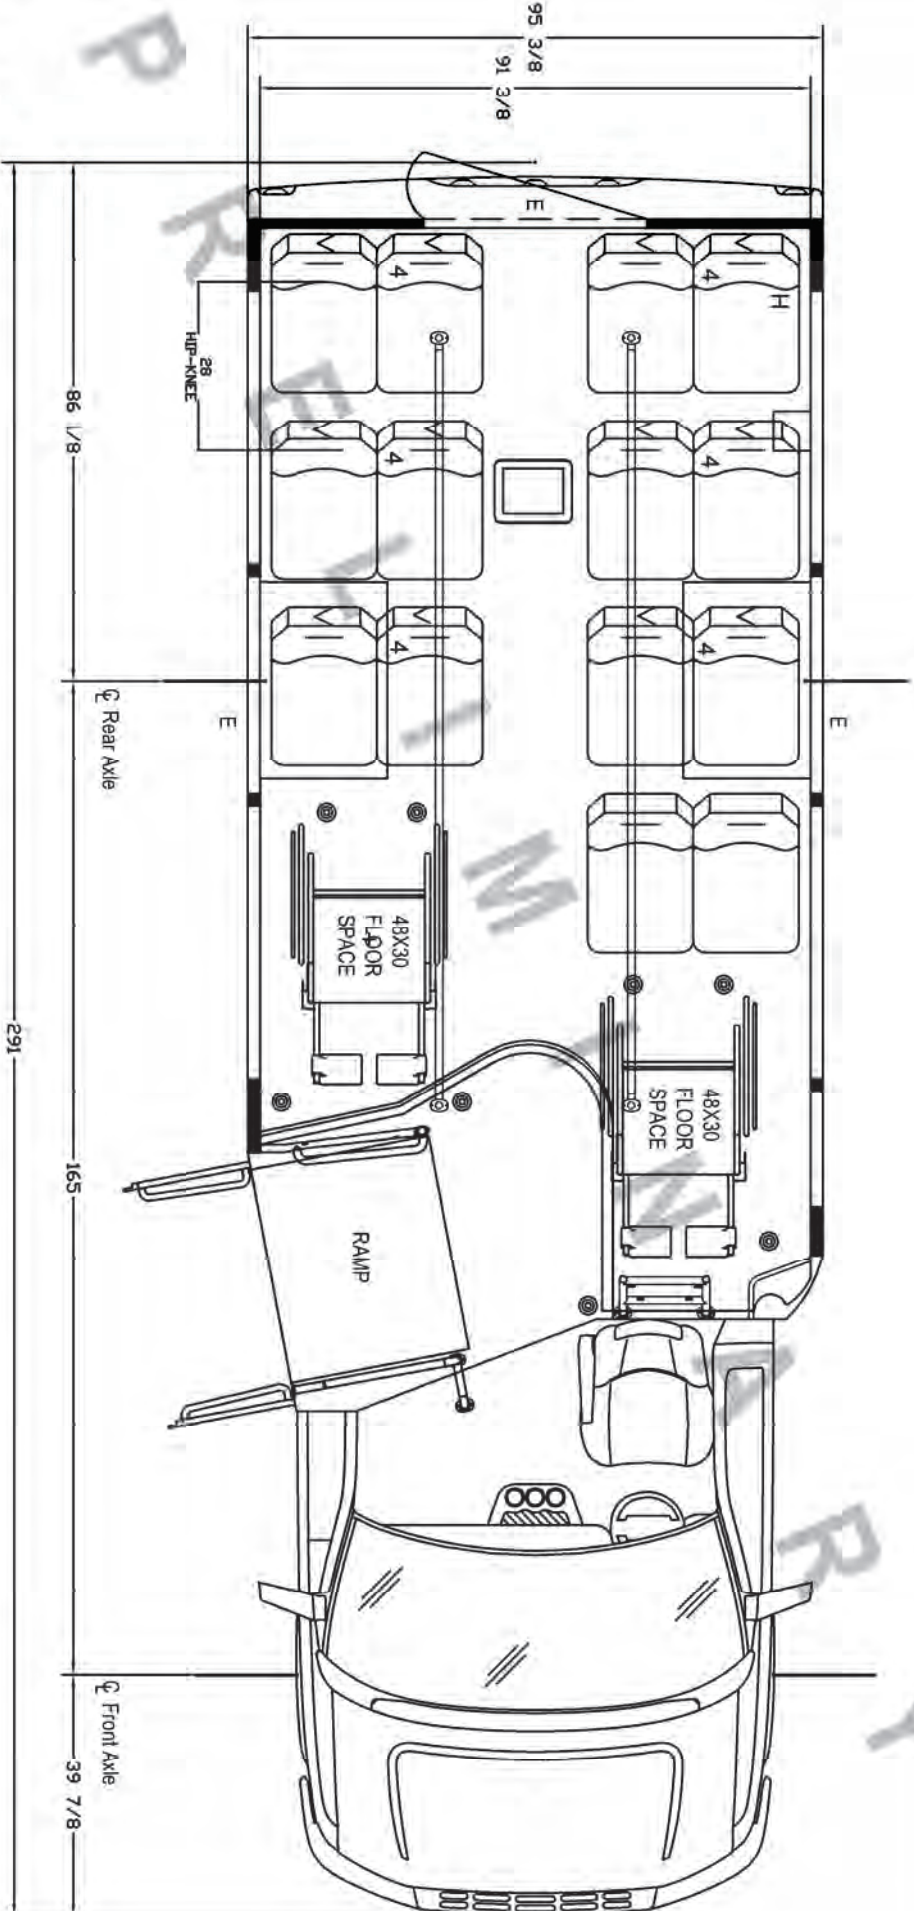 PRELIMINARY
95 3/8
91 3/8
E
4
4
H
28
HIP-KNEE
4
4
4
4
86 1/8
E
E
℄ Rear Axle
48X30
FLOOR
SPACE
4
48X30
FLOOR
SPACE
291
165
RAMP
℄ Front Axle
39 7/8